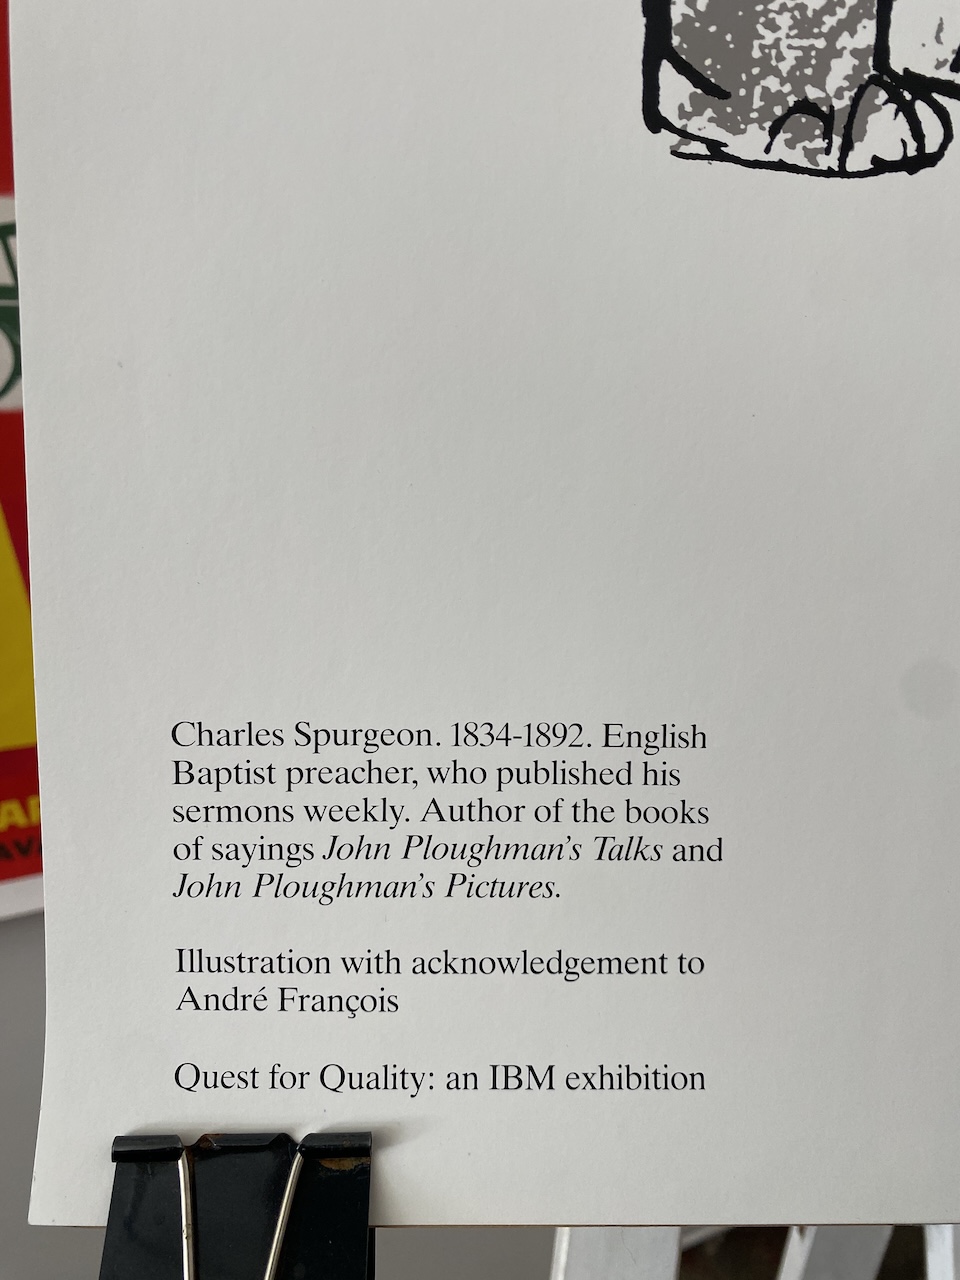 Charles Spurgeon. 1834-1892. English
Baptist preacher, who published his
sermons weekly. Author of the books
of sayings John Ploughman's Talks and
John Ploughman's Pictures.
Illustration with acknowledgement to
André François
Quest for Quality: an IBM exhibition